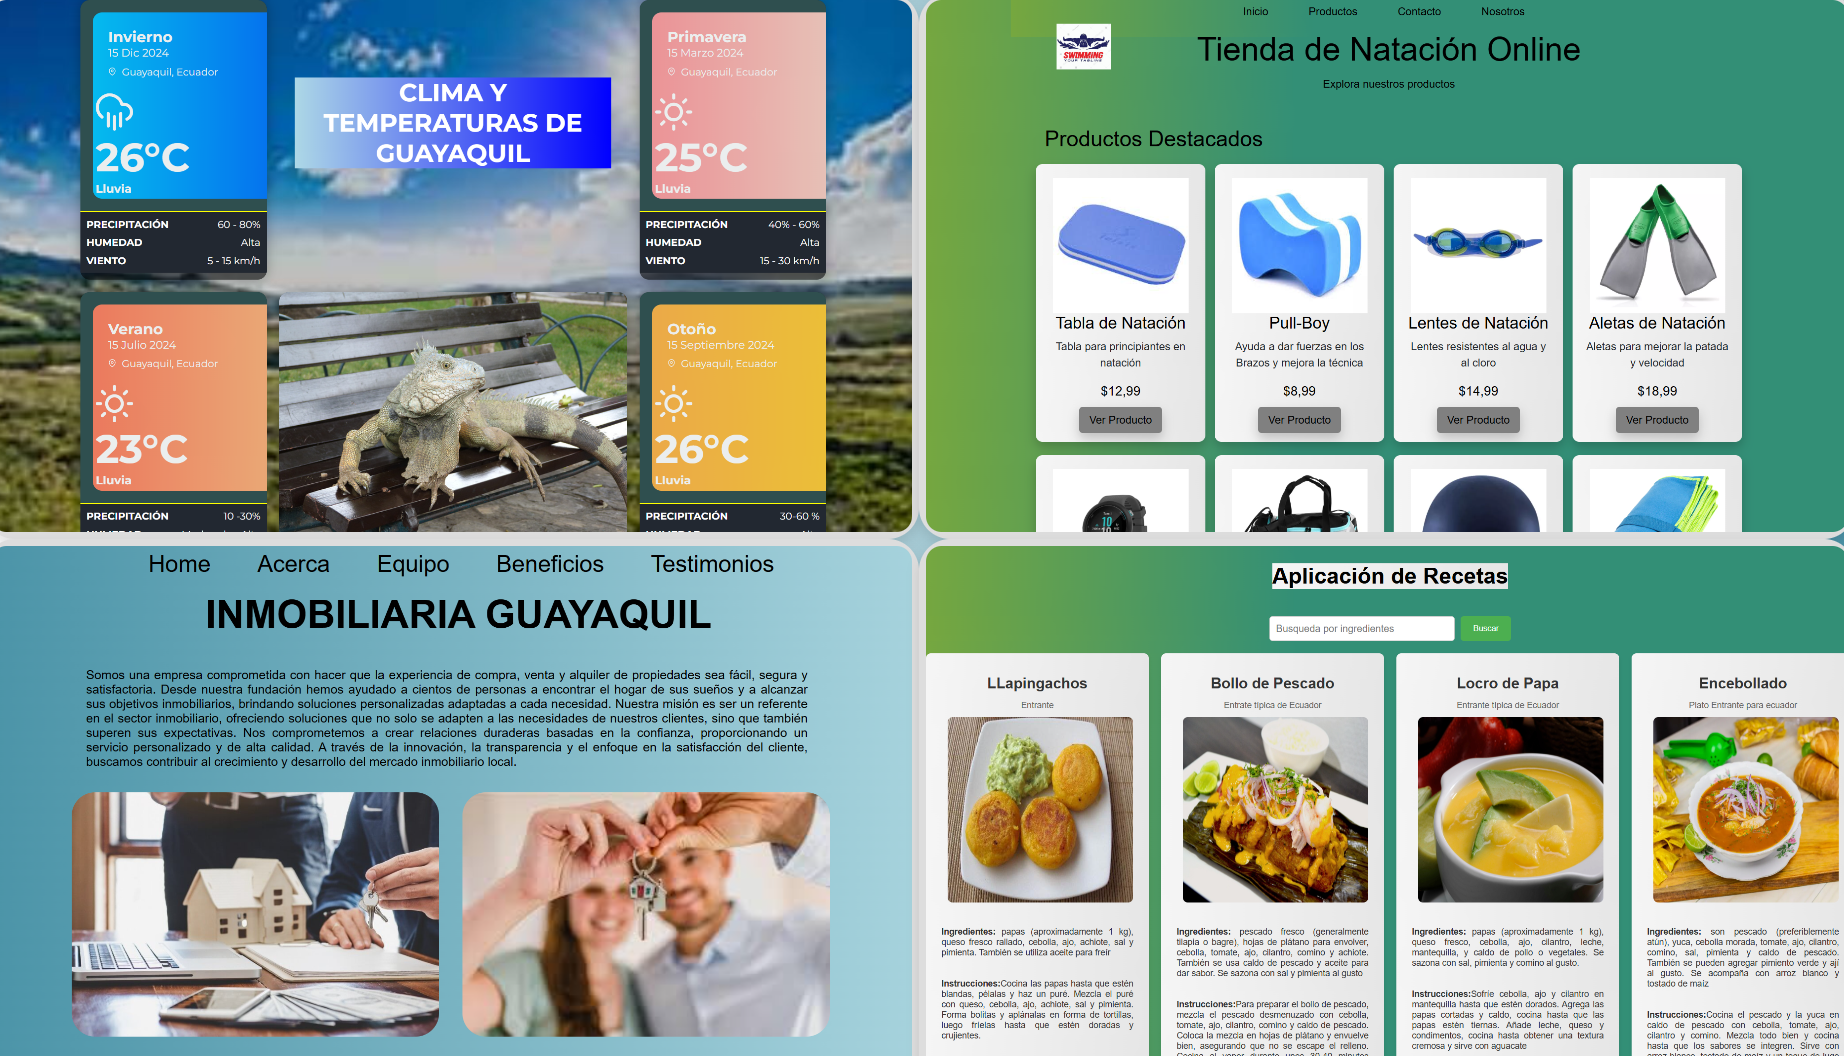 Invierno
15 Dic 2024
Guayaquil, Ecuador
26°C
Lluvia
PRECIPITACIÓN 60 - 80%
HUMEDAD Alta
VIENTO 5 - 15 km/h
CLIMA Y
TEMPERATURAS DE
GUAYAQUIL
Primavera
15 Marzo 2024
Guayaquil, Ecuador
25°C
Lluvia
PRECIPITACIÓN 40% - 60%
HUMEDAD Alta
VIENTO 15 - 30 km/h
Verano
15 Julio 2024
Guayaquil, Ecuador
23°C
Lluvia
PRECIPITACIÓN 10 -30%
Otoño
15 Septiembre 2024
Guayaquil, Ecuador
26°C
Lluvia
PRECIPITACIÓN 30-60 %
Inicio Productos Contacto Nosotros
SWIMMING
YOUR TAGLINE
Tienda de Natación Online
Explora nuestros productos
Productos Destacados
Tabla de Natación
Tabla para principiantes en
natación
$12,99
Ver Producto
Pull-Boy
Ayuda a dar fuerzas en los
Brazos y mejora la técnica
$8,99
Ver Producto
Lentes de Natación
Lentes resistentes al agua y
al cloro
$14,99
Ver Producto
Aletas de Natación
Aletas para mejorar la patada
y velocidad
$18,99
Ver Producto
Home Acerca Equipo Beneficios Testimonios
INMOBILIARIA GUAYAQUIL
Somos una empresa comprometida con hacer que la experiencia de compra, venta y alquiler de propiedades sea fácil, segura y
satisfactoria. Desde nuestra fundación hemos ayudado a cientos de personas a encontrar el hogar de sus sueños y a alcanzar
sus objetivos inmobiliarios, brindando soluciones personalizadas adaptadas a cada necesidad. Nuestra misión es ser un referente
en el sector inmobiliario, ofreciendo soluciones que no solo se adapten a las necesidades de nuestros clientes, sino que también
superen sus expectativas. Nos comprometemos a crear relaciones duraderas basadas en la confianza, proporcionando un
servicio personalizado y de alta calidad. A través de la innovación, la transparencia y el enfoque en la satisfacción del cliente,
buscamos contribuir al crecimiento y desarrollo del mercado inmobiliario local.
Aplicación de Recetas
Busqueda por ingredientes Buscar
LLapingachos
Entrante
Ingredientes: papas (aproximadamente 1 kg),
queso fresco rallado, cebolla, ajo, achiote, sal y
pimienta. También se utiliza aceite para freír
Instrucciones:Cocina las papas hasta que estén
blandas, pélalas y haz un puré. Mezcla el puré
con queso, cebolla, ajo, achiote, sal y pimienta.
Forma bolitas y aplánalas en forma de tortillas,
luego fríelas hasta que estén doradas y
crujientes.
Bollo de Pescado
Entrate tipica de Ecuador
Ingredientes: pescado fresco (generalmente
tilapia o bagre), hojas de plátano para envolver,
cebolla, tomate, ajo, cilantro, comino y achiote.
También se usa caldo de pescado y aceite para
dar sabor. Se sazona con sal y pimienta al gusto
Instrucciones:Para preparar el bollo de pescado,
mezcla el pescado desmenuzado con cebolla,
tomate, ajo, cilantro, comino y caldo de pescado.
Coloca la mezcla en hojas de plátano y envuelve
bien, asegurando que no se escape el relleno.
Cocina al vapor durante unos 30-40 minutos
Locro de Papa
Entrante tipica de Ecuador
Ingredientes: papas (aproximadamente 1 kg),
queso fresco, cebolla, ajo, cilantro, leche,
mantequilla, y caldo de pollo o vegetales. Se
sazona con sal, pimienta y comino al gusto.
Instrucciones:Sofríe cebolla, ajo y cilantro en
mantequilla hasta que estén dorados. Agrega las
papas cortadas y caldo, cocina hasta que las
papas estén tiernas. Añade leche, queso y
condimentos, cocina hasta obtener una textura
cremosa y sirve con aguacate
Encebollado
Plato Entrante para ecuador
Ingredientes: son pescado (preferiblemente
atún), yuca, cebolla morada, tomate, ajo, cilantro,
comino, sal, pimienta y caldo de pescado.
También se pueden agregar pimiento verde y ají
al gusto. Se acompaña con arroz blanco y
tostado de maíz
Instrucciones:Cocina el pescado y la yuca en
caldo de pescado con cebolla, tomate, ajo,
cilantro y comino. Mezcla todo bien y cocina
hasta que los sabores se integren. Sirve con
arroz blanco, tostado de maíz y un toque de jugo